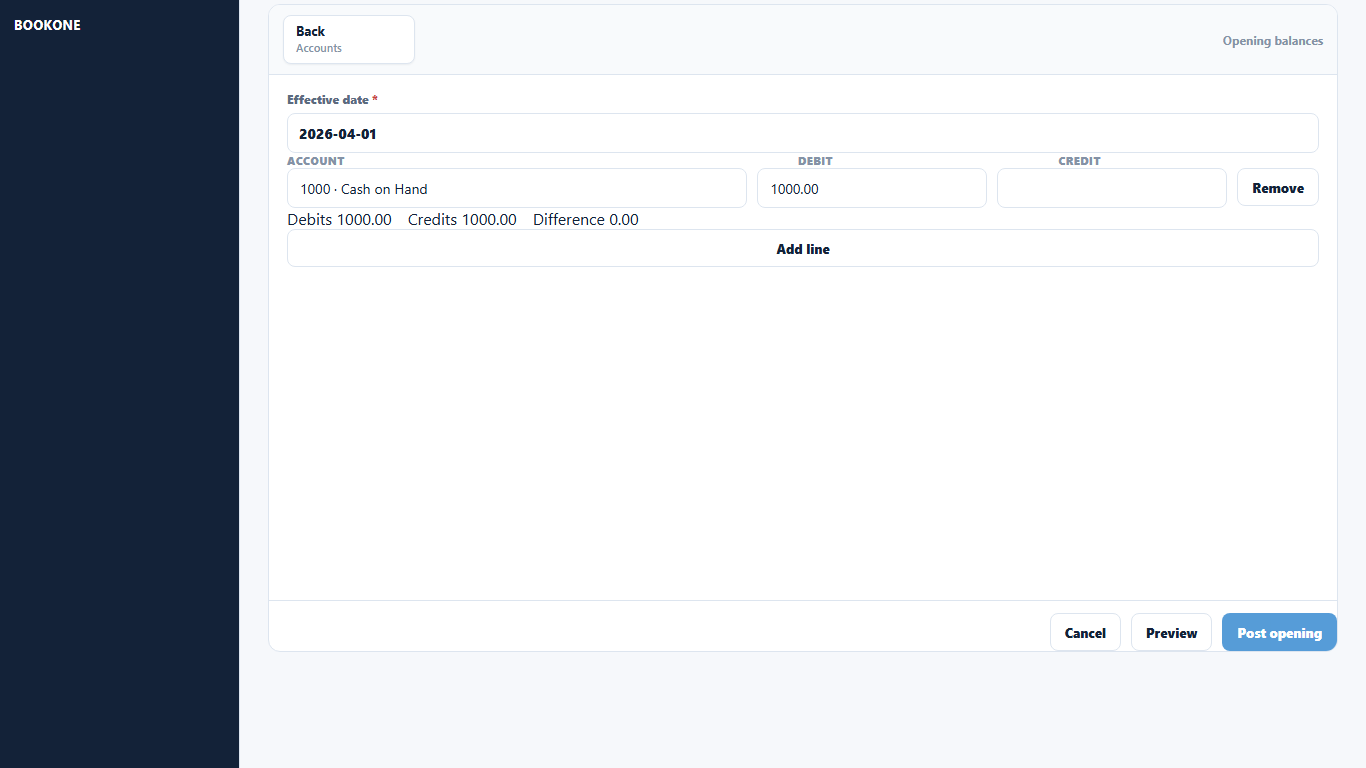 BOOKONE
Back
Accounts
Opening balances
Effective date *
2026-04-01
ACCOUNT DEBIT CREDIT
1000 · Cash on Hand 1000.00 Remove
Debits 1000.00 Credits 1000.00 Difference 0.00
Add line
Cancel Preview Post opening